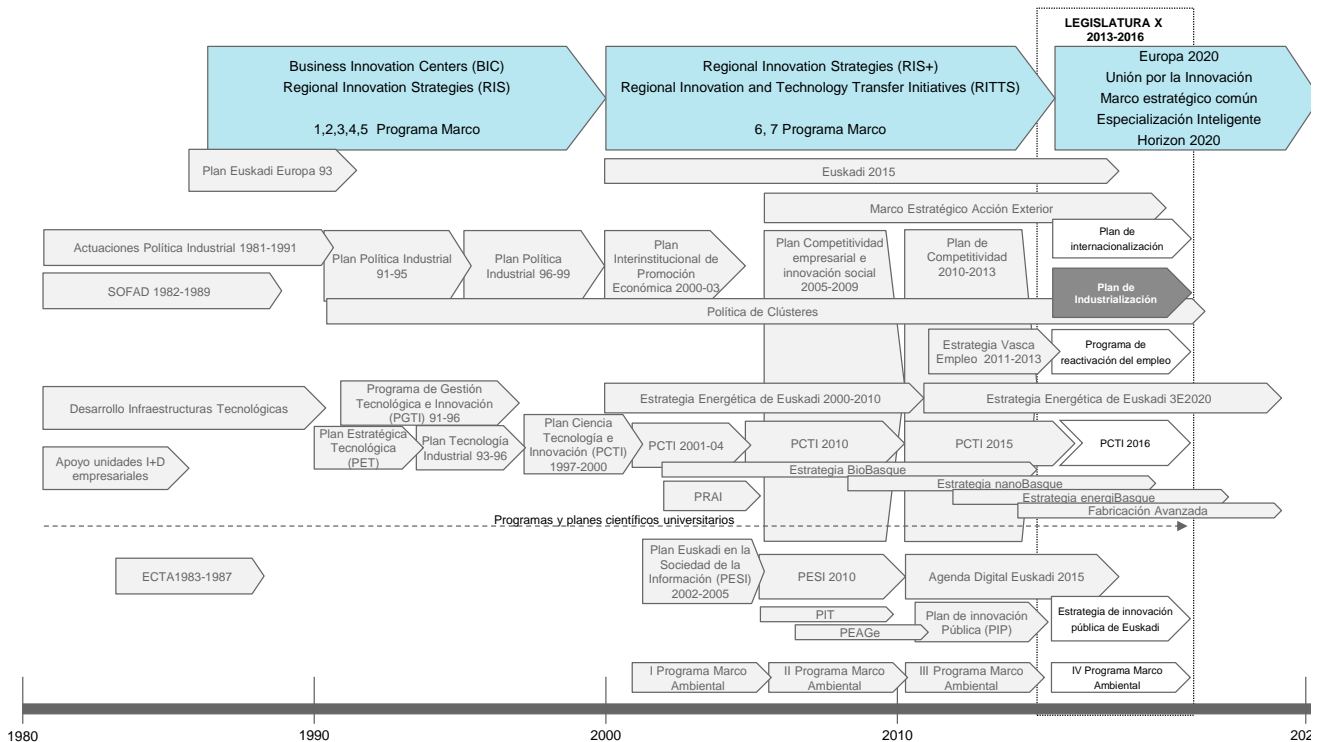 LEGISLATURA X
2013-2016
Business Innovation Centers (BIC)
Regional Innovation Strategies (RIS)
1,2,3,4,5 Programa Marco
Regional Innovation Strategies (RIS+)
Regional Innovation and Technology Transfer Initiatives (RITTS)
6, 7 Programa Marco
Europa 2020
Unión por la Innovación
Marco estratégico común
Especialización Inteligente
Horizon 2020
Plan Euskadi Europa 93
Euskadi 2015
Marco Estratégico Acción Exterior
Actuaciones Política Industrial 1981-1991
SOFAD 1982-1989
Plan Política Industrial
91-95
Plan Política
Industrial 96-99
Plan
Interinstitucional de
Promoción
Económica 2000-03
Plan Competitividad
empresarial e
innovación social
2005-2009
Plan de
Competitividad
2010-2013
Plan de
internacionalización
Plan de
Industrialización
Política de Clústeres
Estrategia Vasca
Empleo 2011-2013
Programa de
reactivación del empleo
Desarrollo Infraestructuras Tecnológicas
Programa de Gestión
Tecnológica e Innovación
(PGTI) 91-96
Estrategia Energética de Euskadi 2000-2010
Estrategia Energética de Euskadi 3E2020
Apoyo unidades I+D
empresariales
Plan Estratégica
Tecnológica
(PET)
Plan Tecnología
Industrial 93-96
Plan Ciencia
Tecnología e
Innovación (PCTI)
1997-2000
PCTI 2001-04
PCTI 2010
PCTI 2015
PCTI 2016
Estrategia BioBasque
Estrategia nanoBasque
PRAI
Estrategia energiBasque
Fabricación Avanzada
Programas y planes científicos universitarios
ECTA1983-1987
Plan Euskadi en la
Sociedad de la
Información (PESI)
2002-2005
PESI 2010
Agenda Digital Euskadi 2015
PIT
PEAGe
Plan de innovación
Pública (PIP)
Estrategia de innovación
pública de Euskadi
I Programa Marco
Ambiental
II Programa Marco
Ambiental
III Programa Marco
Ambiental
IV Programa Marco
Ambiental
1980
1990
2000
2010
202